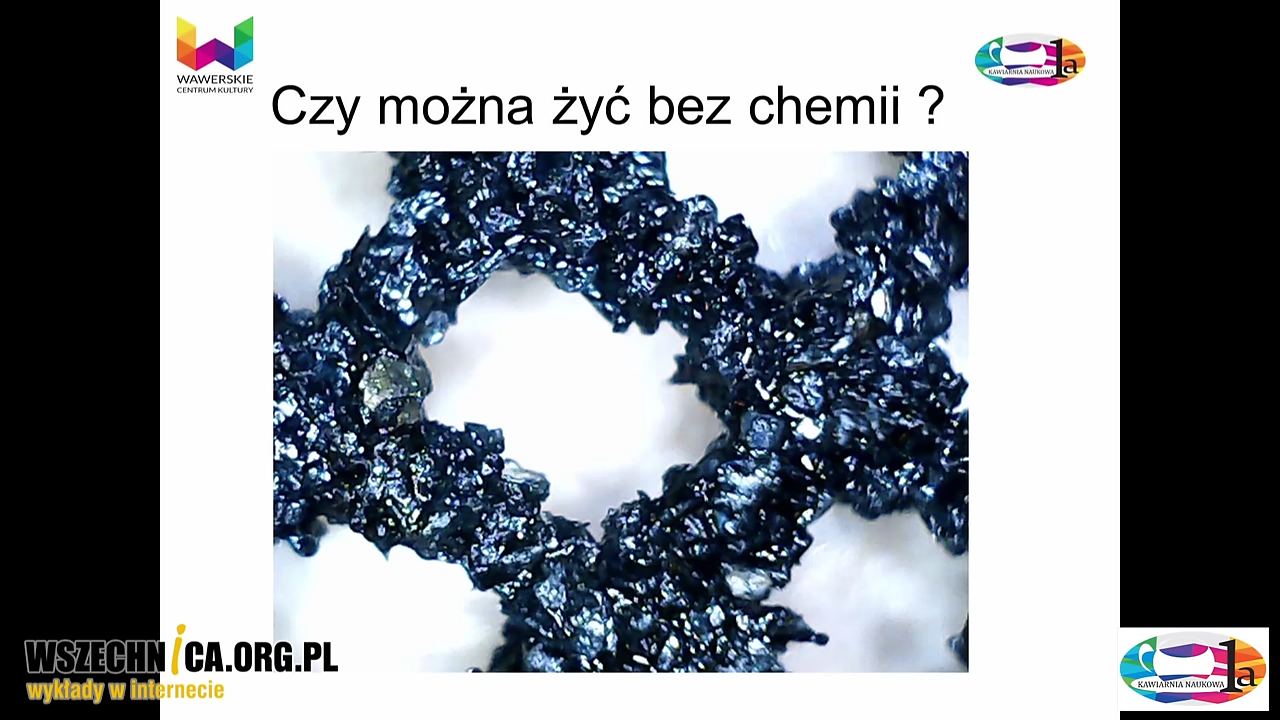 WAWERSKIE
CENTRUM KULTURY
KAWIARNIA NAUKOWA 1a
Czy można żyć bez chemii ?
WSZECHNICA.ORG.PL
wykłady w internecie
KAWIARNIA NAUKOWA 1a